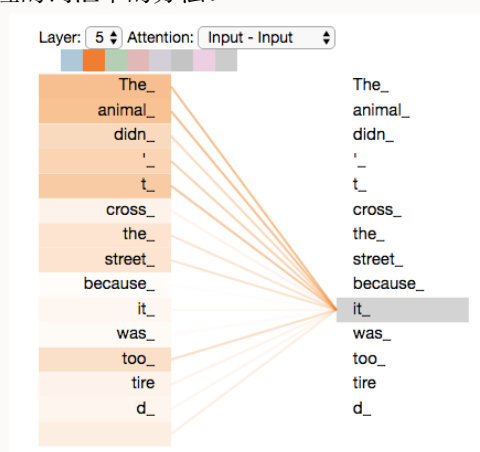 Layer: 5 Attention: Input - Input
The_
animal_
didn_
'_
t_
cross_
the_
street_
because_
it_
was_
too_
tire
d_
The_
animal_
didn_
'_
t_
cross_
the_
street_
because_
it_
was_
too_
tire
d_